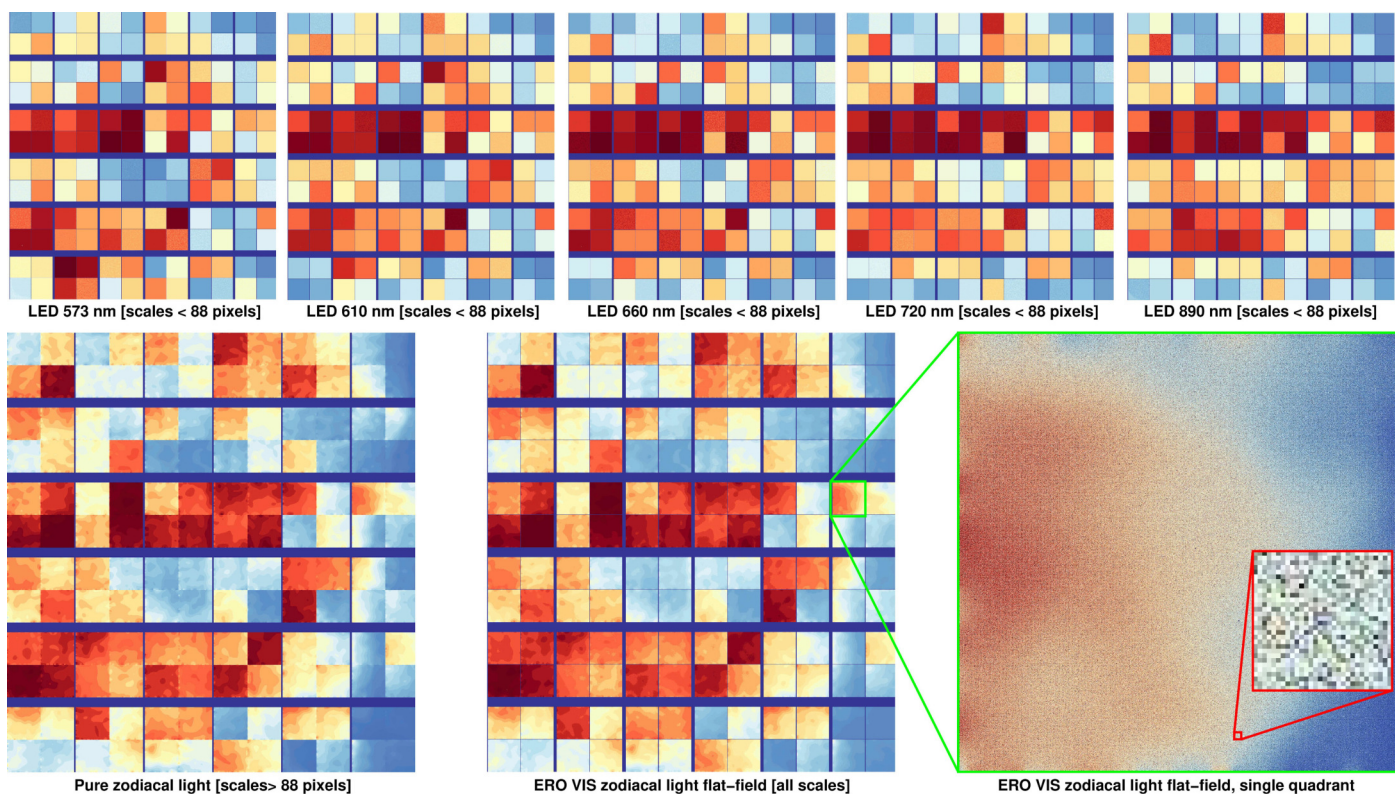 LED 573 nm [scales < 88 pixels]
LED 610 nm [scales < 88 pixels]
LED 660 nm [scales < 88 pixels]
LED 720 nm [scales < 88 pixels]
LED 890 nm [scales < 88 pixels]
Pure zodiacal light [scales> 88 pixels]
ERO VIS zodiacal light flat−field [all scales]
ERO VIS zodiacal light flat−field, single quadrant